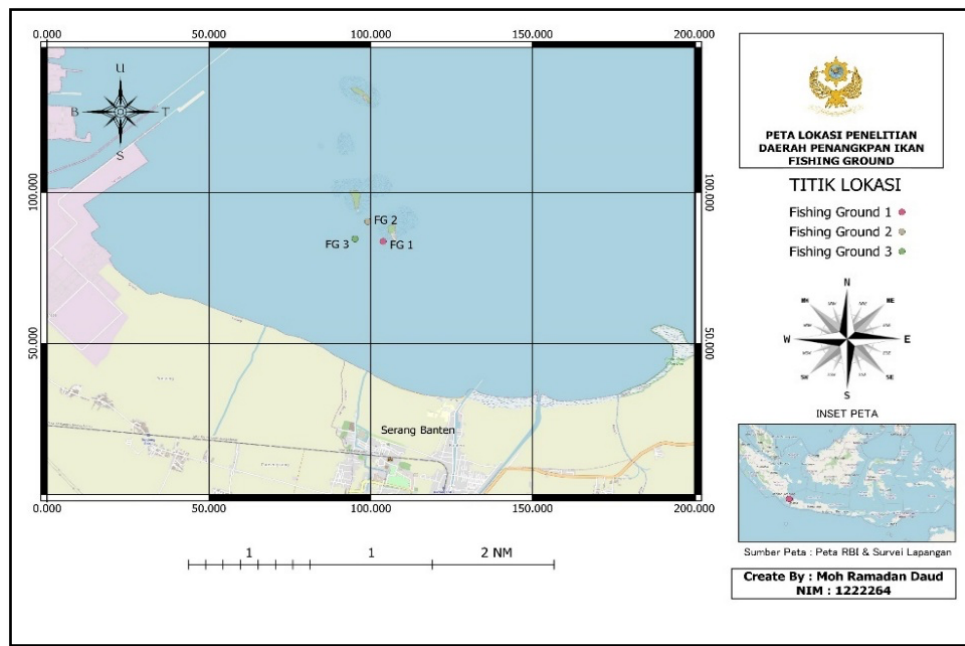 0.000
50.000
100.000
150.000
200.000
U
B
T
S
100.000
100.000
FG 2
FG 3
FG 1
50.000
50.000
Serang Banten
0.000
50.000
100.000
150.000
200.000
1
1
2 NM
PETA LOKASI PENELITIAN
DAERAH PENANGKPAN IKAN
FISHING GROUND
TITIK LOKASI
Fishing Ground 1
Fishing Ground 2
Fishing Ground 3
N
NE
W
E
SW
SE
S
INSET PETA
Sumber Peta : Peta RBI & Survei Lapangan
Create By : Moh Ramadan Daud
NIM : 1222264